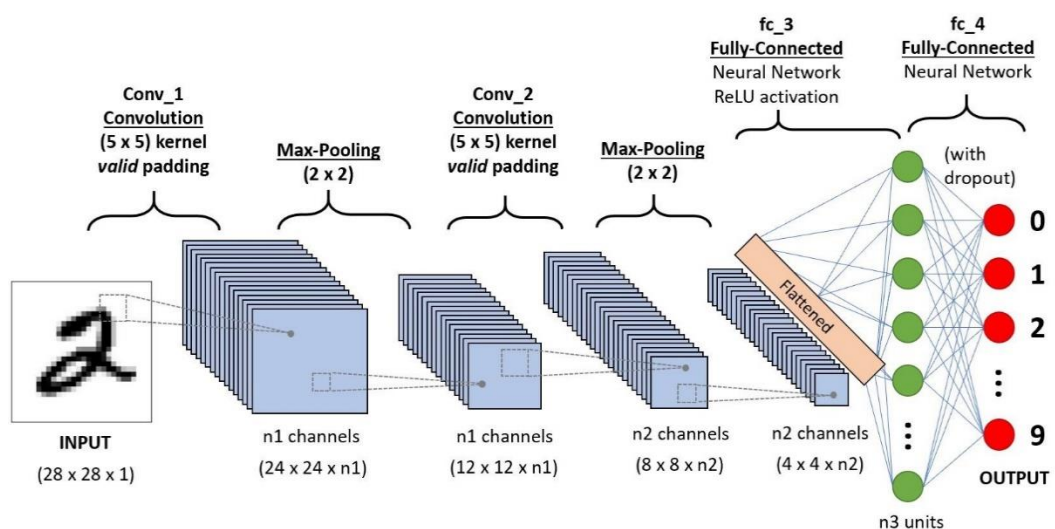 fc_3
Fully-Connected
Neural Network
ReLU activation
fc_4
Fully-Connected
Neural Network
Conv_1
Convolution
(5 x 5) kernel
valid padding
Max-Pooling
(2 x 2)
Conv_2
Convolution
(5 x 5) kernel
valid padding
Max-Pooling
(2 x 2)
(with
dropout)
2
Flattened
0
1
2
...
9
...
INPUT
(28 x 28 x 1)
n1 channels
(24 x 24 x n1)
n1 channels
(12 x 12 x n1)
n2 channels
(8 x 8 x n2)
n2 channels
(4 x 4 x n2)
OUTPUT
n3 units